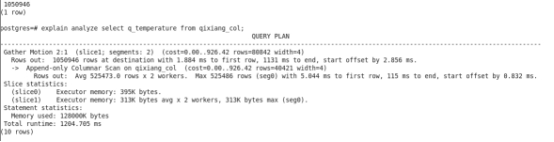 1050946
(1 row)
postgres=# explain analyze select q_temperature from qixiang_col;
QUERY PLAN
Gather Motion 2:1  (slice1; segments: 2)  (cost=0.00..926.42 rows=80842 width=4)
Rows out:  1050946 rows at destination with 1.884 ms to first row, 1131 ms to end, start offset by 2.856 ms.
->  Append-only Columnar Scan on qixiang_col  (cost=0.00..926.42 rows=40421 width=4)
Rows out:  Avg 525473.0 rows x 2 workers.  Max 525486 rows (seg0) with 5.044 ms to first row, 115 ms to end, start offset by 0.832 ms.
Slice statistics:
(slice0)    Executor memory: 395K bytes.
(slice1)    Executor memory: 313K bytes avg x 2 workers, 313K bytes max (seg0).
Statement statistics:
Memory used: 128000K bytes
Total runtime: 1204.705 ms
(10 rows)